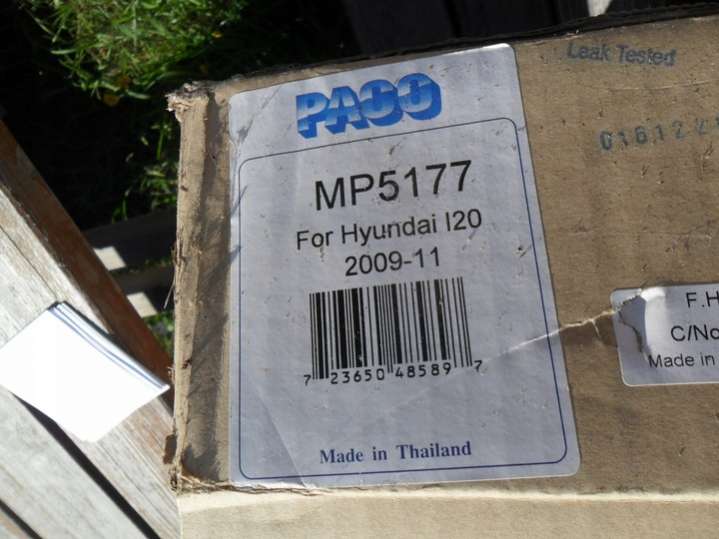 PACO
MP5177
For Hyundai I20
2009-11
7 23650 48589 7
Made in Thailand
Leak Tested
016122
F.H
C/No
Made in